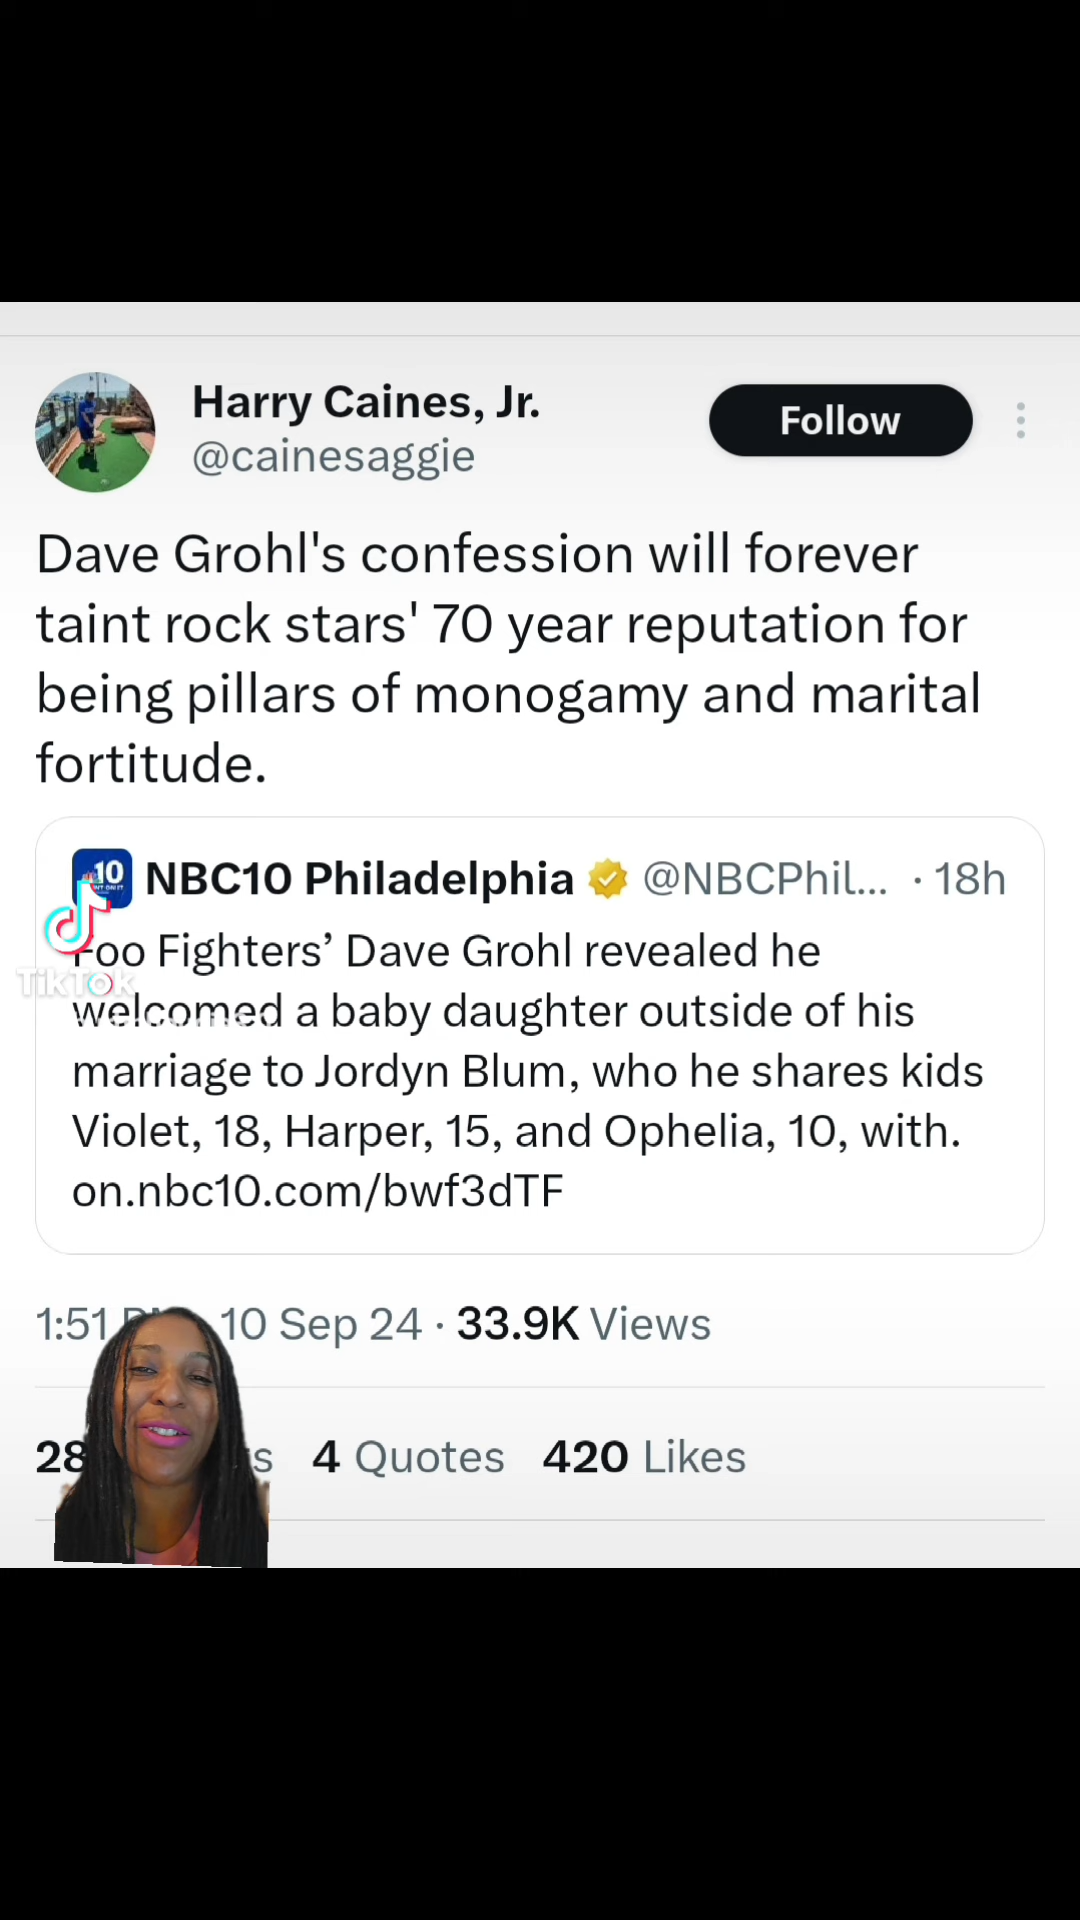 Harry Caines, Jr.
@cainesaggie
Follow
Dave Grohl's confession will forever
taint rock stars' 70 year reputation for
being pillars of monogamy and marital
fortitude.
10
NBC10 Philadelphia @NBCPhil... · 18h
Foo Fighters’ Dave Grohl revealed he
welcomed a baby daughter outside of his
marriage to Jordyn Blum, who he shares kids
Violet, 18, Harper, 15, and Ophelia, 10, with.
on.nbc10.com/bwf3dTF
TikTok
1:51 10 Sep 24 · 33.9K Views
28 4 Quotes 420 Likes